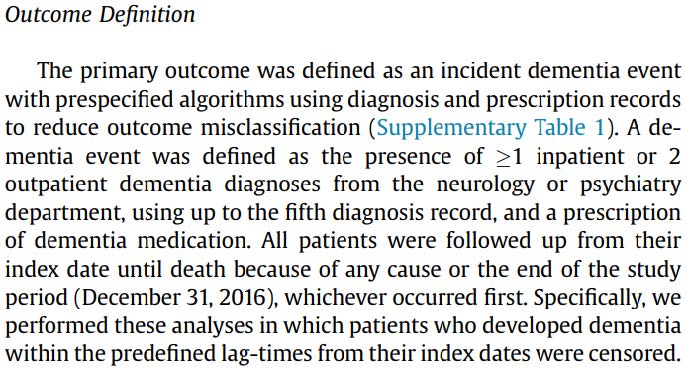 Outcome Definition
The primary outcome was defined as an incident dementia event
with prespecified algorithms using diagnosis and prescription records
to reduce outcome misclassification (Supplementary Table 1). A de-
mentia event was defined as the presence of ≥1 inpatient or 2
outpatient dementia diagnoses from the neurology or psychiatry
department, using up to the fifth diagnosis record, and a prescription
of dementia medication. All patients were followed up from their
index date until death because of any cause or the end of the study
period (December 31, 2016), whichever occurred first. Specifically, we
performed these analyses in which patients who developed dementia
within the predefined lag-times from their index dates were censored.